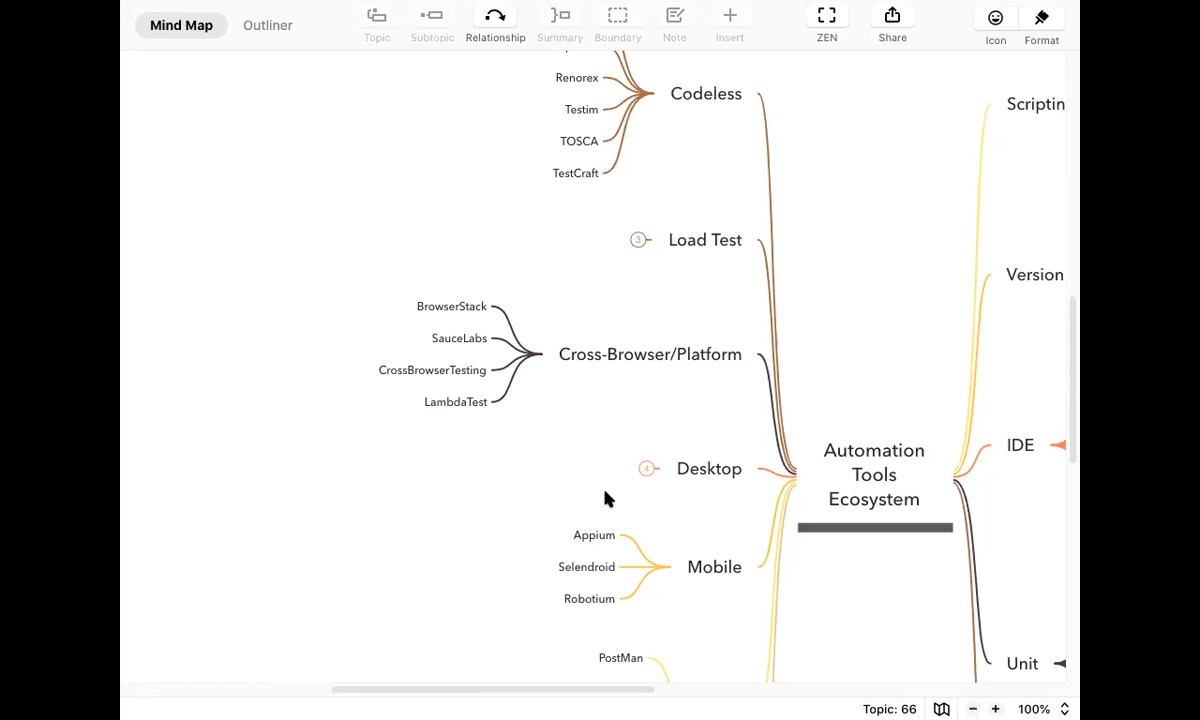 Mind Map
Outliner
Topic
Subtopic
Relationship
Summary
Boundary
Note
Insert
ZEN
Share
Icon
Format
Renorex
Testim
TOSCA
TestCraft
Codeless
3
Load Test
BrowserStack
SauceLabs
CrossBrowserTesting
LambdaTest
Cross-Browser/Platform
4
Desktop
Appium
Selendroid
Robotium
Mobile
PostMan
Automation
Tools
Ecosystem
Scriptin
Version
IDE
Unit
Topic: 66
100%